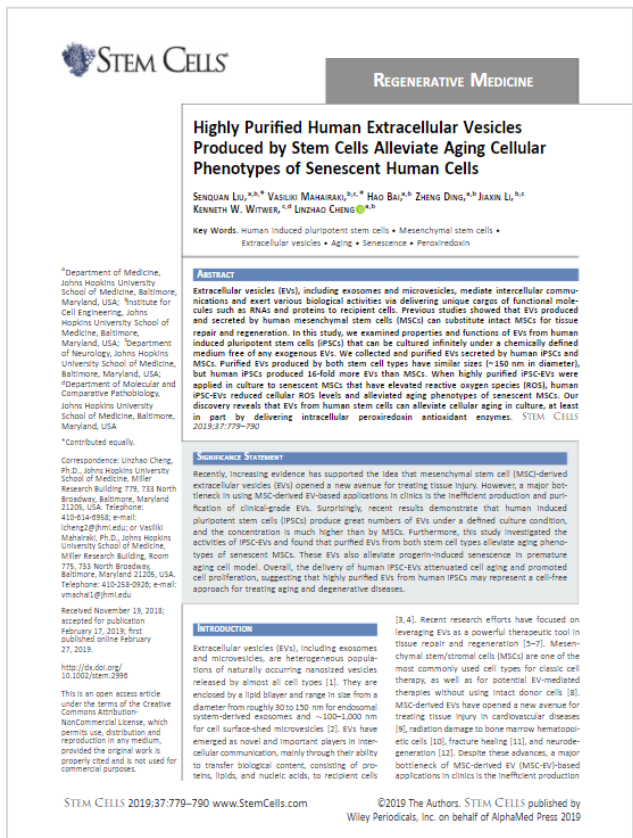 STEM CELLS®
REGENERATIVE MEDICINE
Highly Purified Human Extracellular Vesicles
Produced by Stem Cells Alleviate Aging Cellular
Phenotypes of Senescent Human Cells
SENQUAN LIU,a,b,* VASILIKI MAHAIRAKI,b,c,* HAO BAI,a,b ZHENG DING,a,b JIAXIN LI,b,c
KENNETH W. WITWER,c,d LINZHAO CHENG a,b
Key Words. Human induced pluripotent stem cells • Mesenchymal stem cells •
Extracellular vesicles • Aging • Senescence • Peroxiredoxin
aDepartment of Medicine,
Johns Hopkins University
School of Medicine, Baltimore,
Maryland, USA; bInstitute for
Cell Engineering, Johns
Hopkins University School of
Medicine, Baltimore,
Maryland, USA; cDepartment
of Neurology, Johns Hopkins
University School of Medicine,
Baltimore, Maryland, USA;
dDepartment of Molecular and
Comparative Pathobiology,
Johns Hopkins University
School of Medicine, Baltimore,
Maryland, USA
*Contributed equally.
Correspondence: Linzhao Cheng,
Ph.D., Johns Hopkins University
School of Medicine, Miller
Research Building 779, 733 North
Broadway, Baltimore, Maryland
21205, USA. Telephone:
410-614-6958; e-mail:
lcheng2@jhmi.edu; or Vasiliki
Mahairaki, Ph.D., Johns Hopkins
University School of Medicine,
Miller Research Building, Room
775, 733 North Broadway,
Baltimore, Maryland 21205, USA.
Telephone: 410-258-0926; e-mail:
vmachai1@jhmi.edu
Received November 19, 2018;
accepted for publication
February 17, 2019; first
published online February
27, 2019.
http://dx.doi.org/
10.1002/stem.2996
This is an open access article
under the terms of the Creative
Commons Attribution-
NonCommercial License, which
permits use, distribution and
reproduction in any medium,
provided the original work is
properly cited and is not used for
commercial purposes.
ABSTRACT
Extracellular vesicles (EVs), including exosomes and microvesicles, mediate intercellular commu-
nications and exert various biological activities via delivering unique cargos of functional mole-
cules such as RNAs and proteins to recipient cells. Previous studies showed that EVs produced
and secreted by human mesenchymal stem cells (MSCs) can substitute intact MSCs for tissue
repair and regeneration. In this study, we examined properties and functions of EVs from human
induced pluripotent stem cells (iPSCs) that can be cultured infinitely under a chemically defined
medium free of any exogenous EVs. We collected and purified EVs secreted by human iPSCs and
MSCs. Purified EVs produced by both stem cell types have similar sizes (~150 nm in diameter),
but human iPSCs produced 16-fold more EVs than MSCs. When highly purified iPSC-EVs were
applied in culture to senescent MSCs that have elevated reactive oxygen species (ROS), human
iPSC-EVs reduced cellular ROS levels and alleviated aging phenotypes of senescent MSCs. Our
discovery reveals that EVs from human stem cells can alleviate cellular aging in culture, at least
in part by delivering intracellular peroxiredoxin antioxidant enzymes. STEM CELLS
2019;37:779–790
SIGNIFICANCE STATEMENT
Recently, increasing evidence has supported the idea that mesenchymal stem cell (MSC)-derived
extracellular vesicles (EVs) opened a new avenue for treating tissue injury. However, a major bot-
tleneck in using MSC-derived EV-based applications in clinics is the inefficient production and puri-
fication of clinical-grade EVs. Surprisingly, recent results demonstrate that human induced
pluripotent stem cells (iPSCs) produce great numbers of EVs under a defined culture condition,
and the concentration is much higher than by MSCs. Furthermore, this study investigated the
activities of iPSC-EVs and found that purified EVs from both stem cell types alleviate aging pheno-
types of senescent MSCs. These EVs also alleviate progerin-induced senescence in premature
aging cell model. Overall, the delivery of human iPSC-EVs attenuated cell aging and promoted
cell proliferation, suggesting that highly purified EVs from human iPSCs may represent a cell-free
approach for treating aging and degenerative diseases.
INTRODUCTION
Extracellular vesicles (EVs), including exosomes
and microvesicles, are heterogeneous popula-
tions of naturally occurring nanosized vesicles
released by almost all cell types [1]. They are
enclosed by a lipid bilayer and range in size from a
diameter from roughly 30 to 150 nm for endosomal
system-derived exosomes and ~100–1,000 nm
for cell surface-shed microvesicles [2]. EVs have
emerged as novel and important players in inter-
cellular communication, mainly through their ability
to transfer biological content, consisting of pro-
teins, lipids, and nucleic acids, to recipient cells
[3, 4]. Recent research efforts have focused on
leveraging EVs as a powerful therapeutic tool in
tissue repair and regeneration [5–7]. Mesen-
chymal stem/stromal cells (MSCs) are one of the
most commonly used cell types for classic cell
therapy, as well as for potential EV-mediated
therapies without using intact donor cells [8].
MSC-derived EVs have opened a new avenue for
treating tissue injury in cardiovascular diseases
[9], radiation damage to bone marrow hematopoi-
etic cells [10], fracture healing [11], and neurode-
generation [12]. Despite these advances, a major
bottleneck of MSC-derived EV (MSC-EV)-based
applications in clinics is the inefficient production
STEM CELLS 2019;37:779–790 www.StemCells.com
©2019 The Authors. STEM CELLS published by
Wiley Periodicals, Inc. on behalf of AlphaMed Press 2019